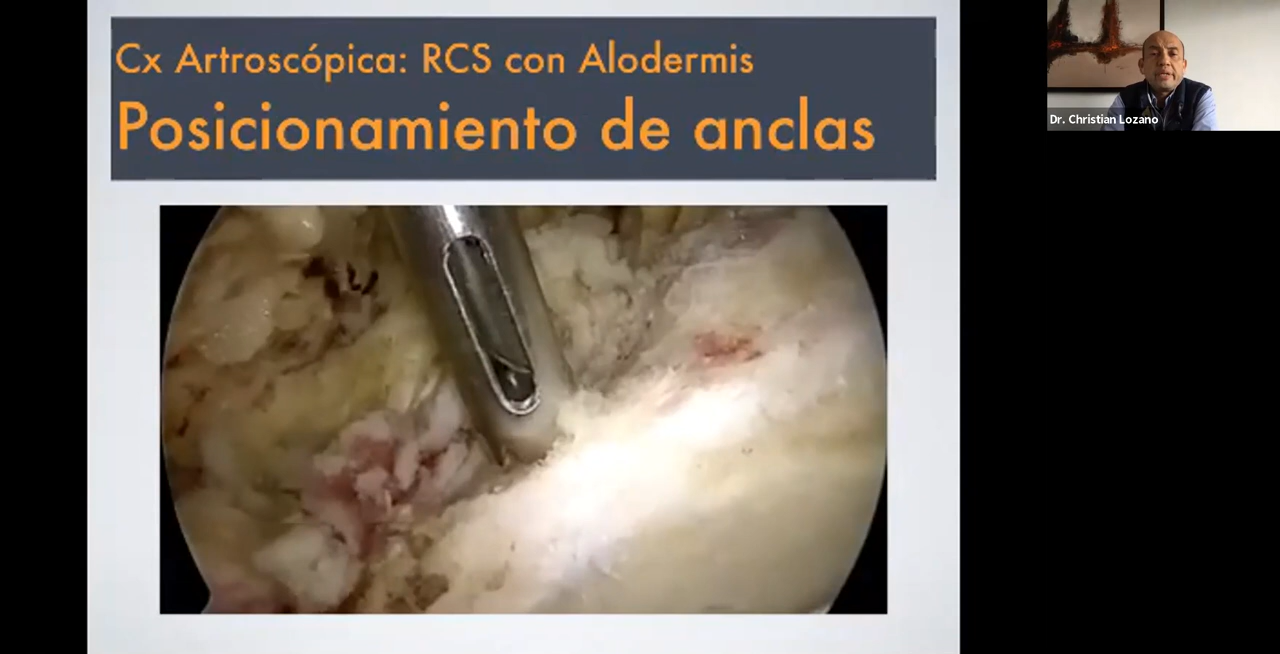 Cx Artroscópica: RCS con Alodermis
Posicionamiento de anclas
Dr. Christian Lozano